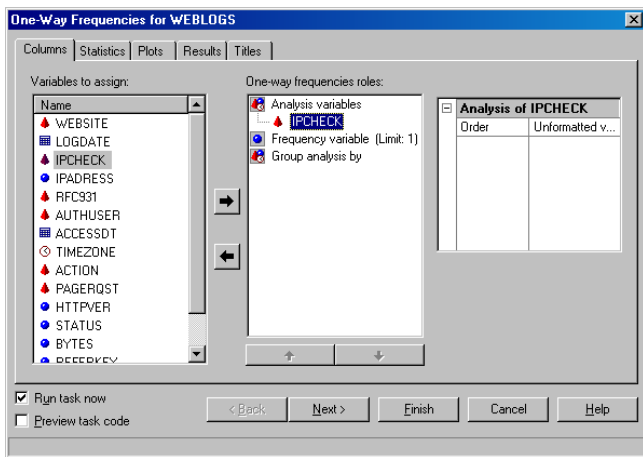 One-Way Frequencies for WEBLOGS
Columns Statistics Plots Results Titles
Variables to assign:
Name
WEBSITE
LOGDATE
IPCHECK
IPADRESS
RFC931
AUTHUSER
ACCESSDT
TIMEZONE
ACTION
PAGERQST
HTTPVER
STATUS
BYTES
REFERKEY
One-way frequencies roles:
Analysis variables
IPCHECK
Frequency variable (Limit: 1)
Group analysis by
Analysis of IPCHECK
Order Unformatted v...
Run task now
Preview task code
< Back Next > Finish Cancel Help